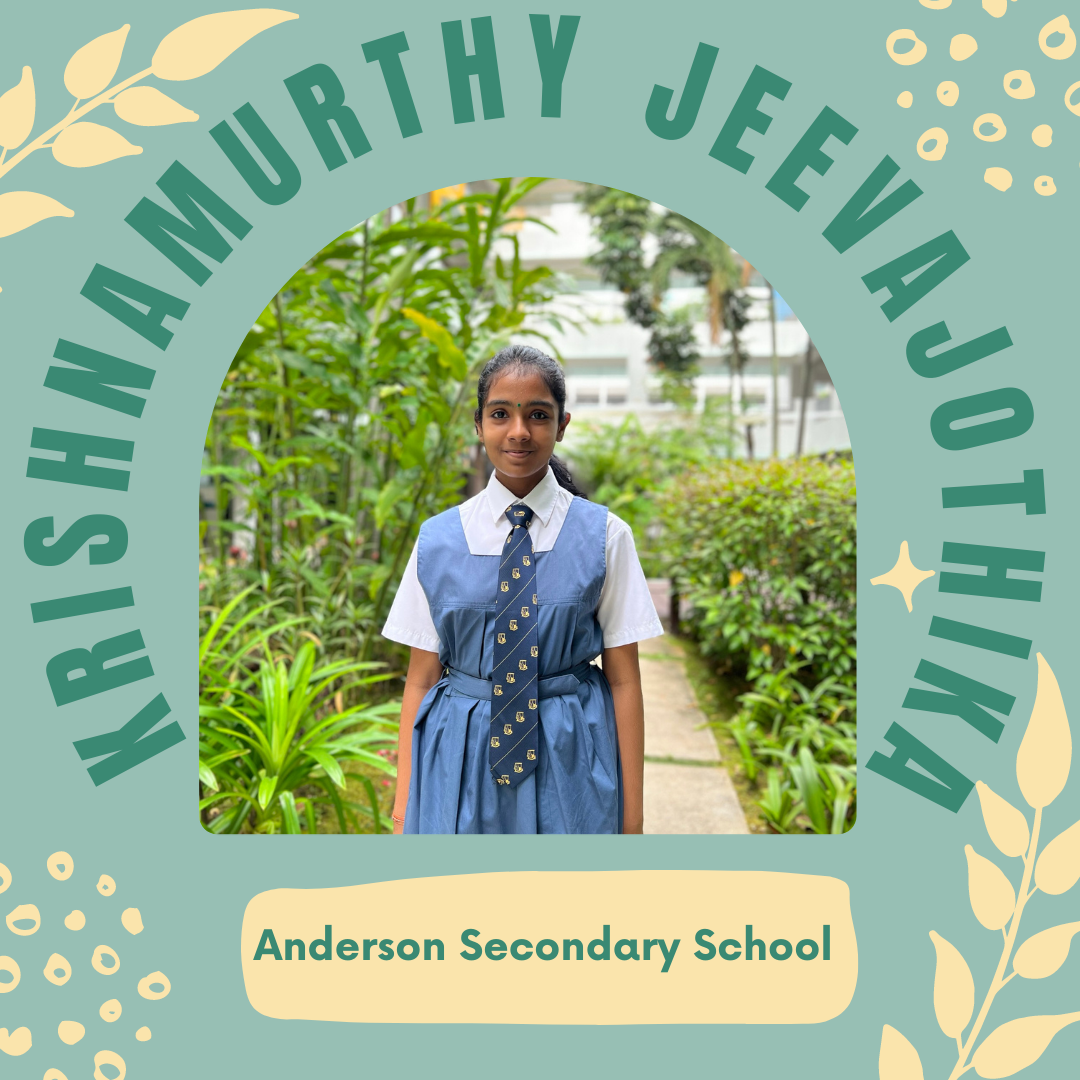 KRISHNAMURTHY JEEVAJOTHIKA
Anderson Secondary School